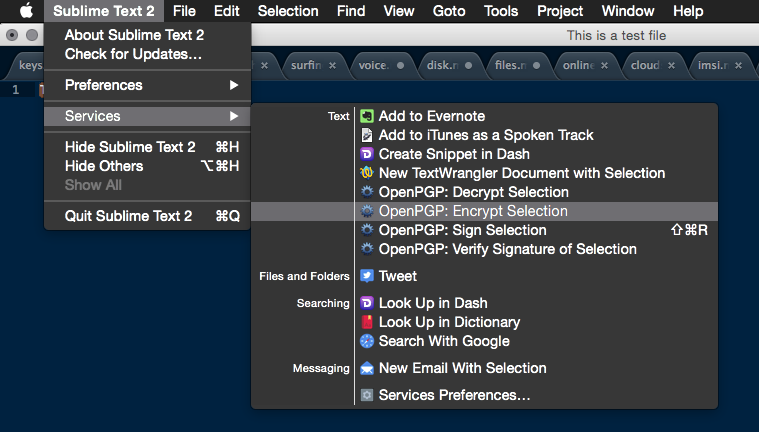 Sublime Text 2 File Edit Selection Find View Goto Tools Project Window Help
This is a test file
About Sublime Text 2
Check for Updates...
keys × surfin voice. disk.m files.m online × cloud × imsi.m ×
Preferences ▶
1
Services ▶
Text Add to Evernote
Add to iTunes as a Spoken Track
Create Snippet in Dash
New TextWrangler Document with Selection
OpenPGP: Decrypt Selection
OpenPGP: Encrypt Selection
OpenPGP: Sign Selection ⇧⌘R
OpenPGP: Verify Signature of Selection
Files and Folders Tweet
Searching Look Up in Dash
Look Up in Dictionary
Search With Google
Messaging New Email With Selection
Services Preferences...
Hide Sublime Text 2 ⌘H
Hide Others ⌥⌘H
Show All
Quit Sublime Text 2 ⌘Q